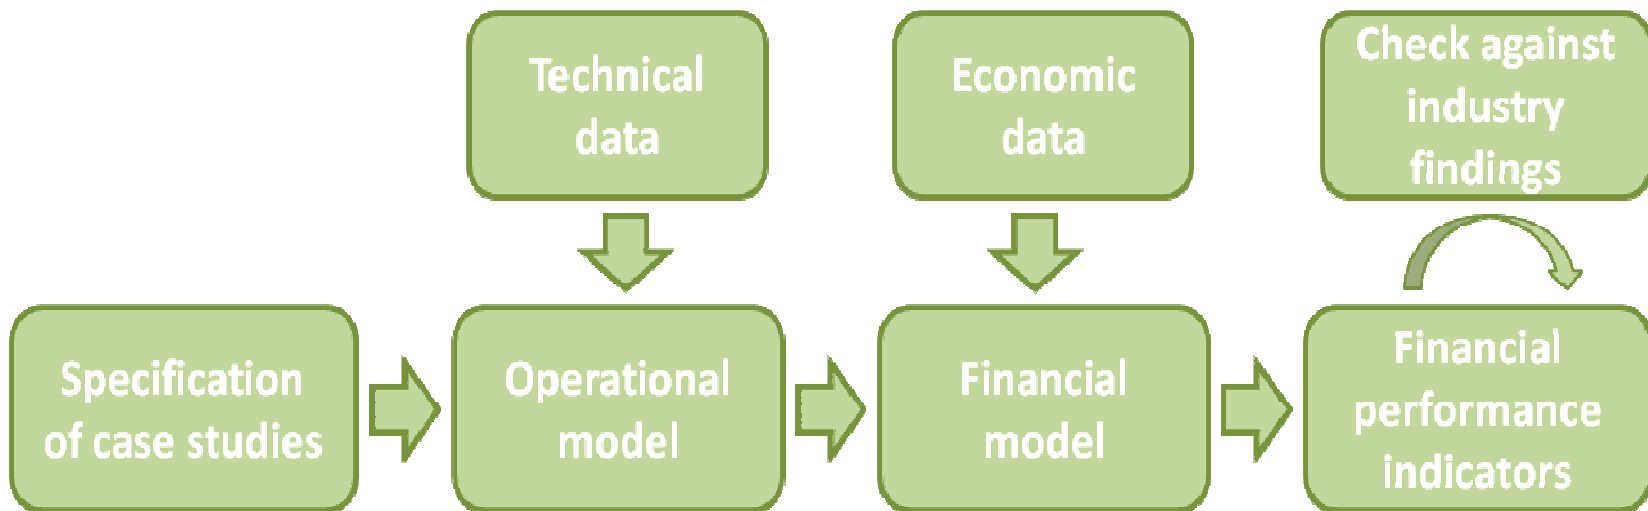 Technical
data
Economic
data
Check against
industry
findings
Specification
of case studies
Operational
model
Financial
model
Financial
performance
indicators